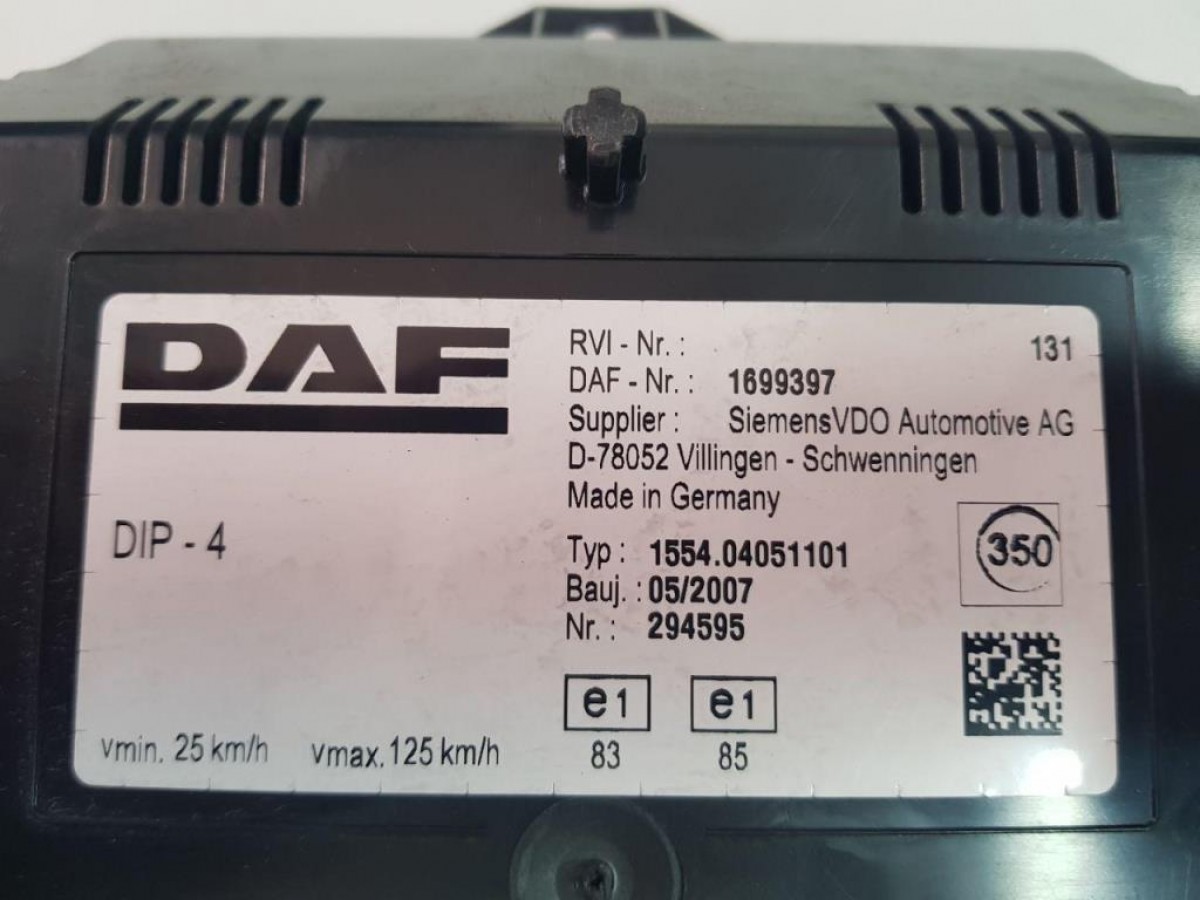 DAF
DIP - 4
vmin. 25 km/h vmax. 125 km/h
RVI - Nr. : 131
DAF - Nr. : 1699397
Supplier : SiemensVDO Automotive AG
D-78052 Villingen - Schwenningen
Made in Germany
Typ : 1554.04051101
Bauj. : 05/2007
Nr. : 294595
350
e1 e1
83 85